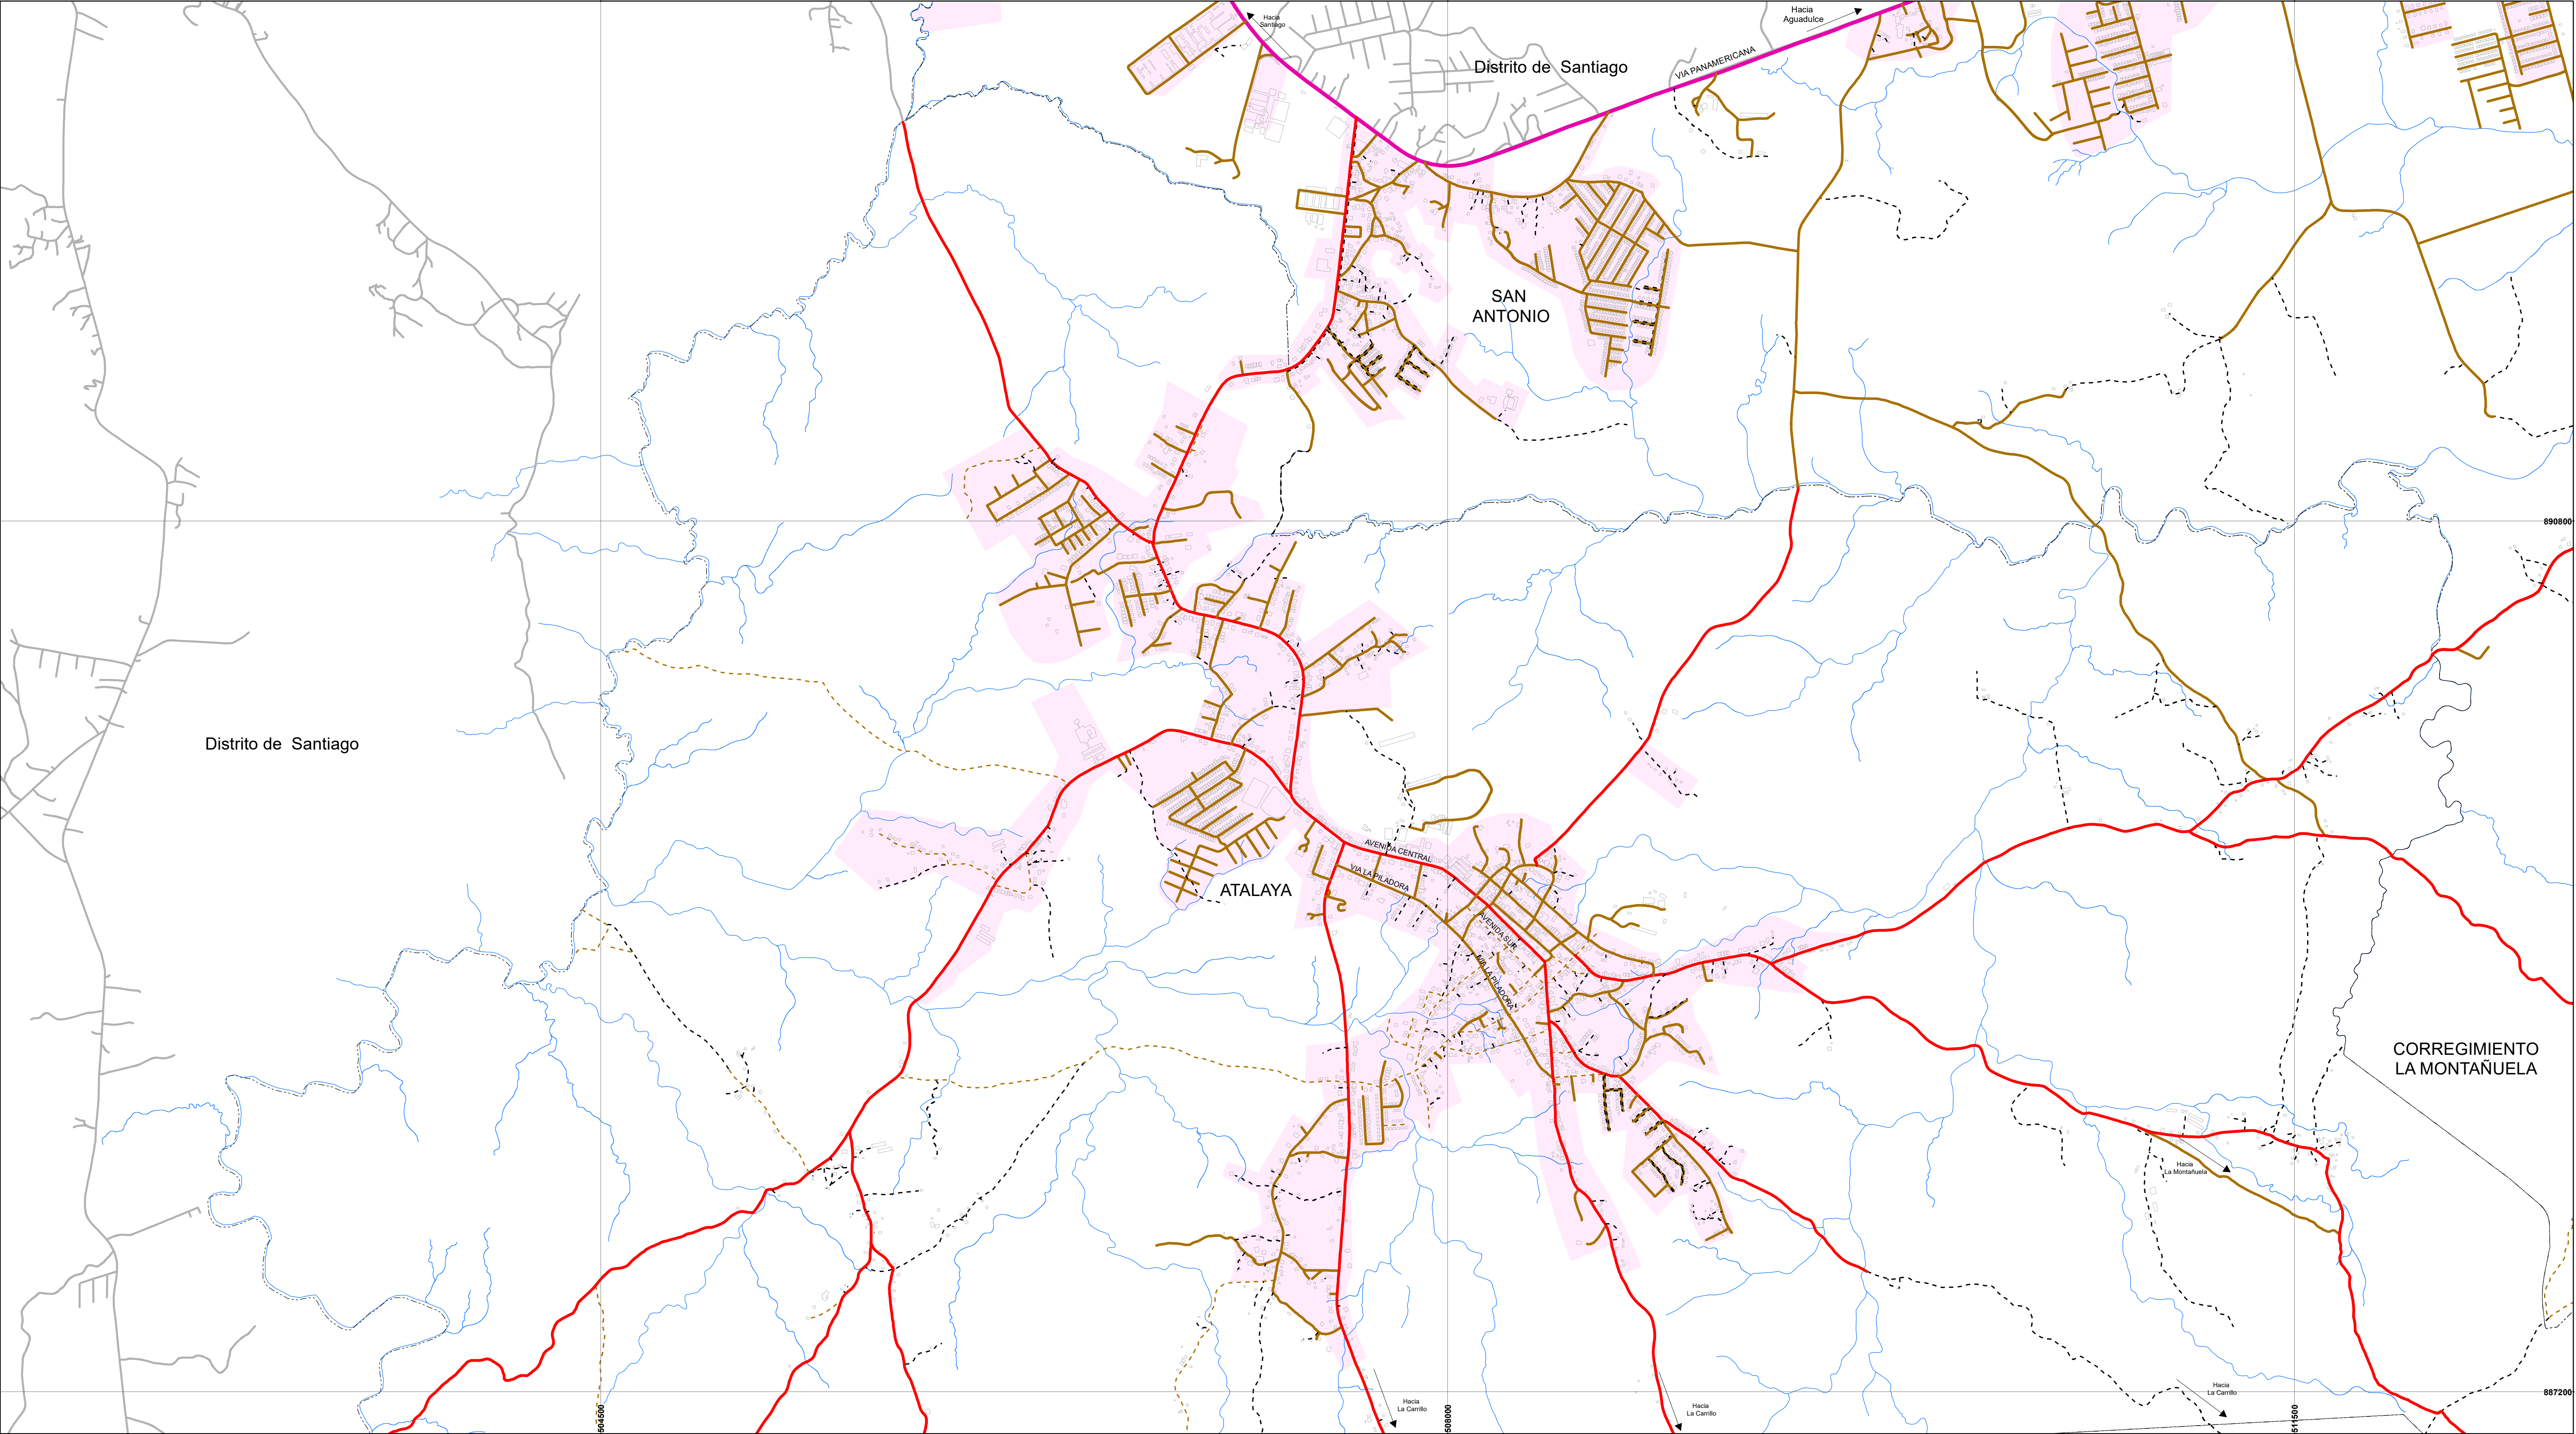 Hacia
Santiago
Hacia
Aguadulce
Distrito de  Santiago
VIA PANAMERICANA
SAN
ANTONIO
890800
Distrito de  Santiago
AVENIDA CENTRAL
VIA LA PILADORA
ATALAYA
AVENIDA SUR
VIA LA PILADORA
CORREGIMIENTO
LA MONTAÑUELA
Hacia
La Montañuela
887200
Hacia
La Carrillo
Hacia
La Carrillo
Hacia
La Carrillo
504500
508000
511500